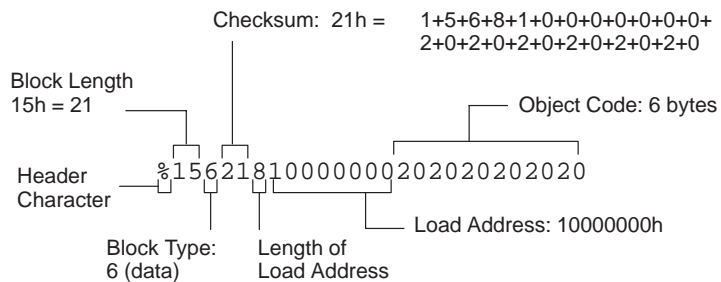 Checksum: 21h = 1+5+6+8+1+0+0+0+0+0+0+0+
2+0+2+0+2+0+2+0+2+0+2+0
Block Length
15h = 21
Object Code: 6 bytes
%15621810000000202020202020
Header
Character
Load Address: 10000000h
Block Type:
6 (data)
Length of
Load Address